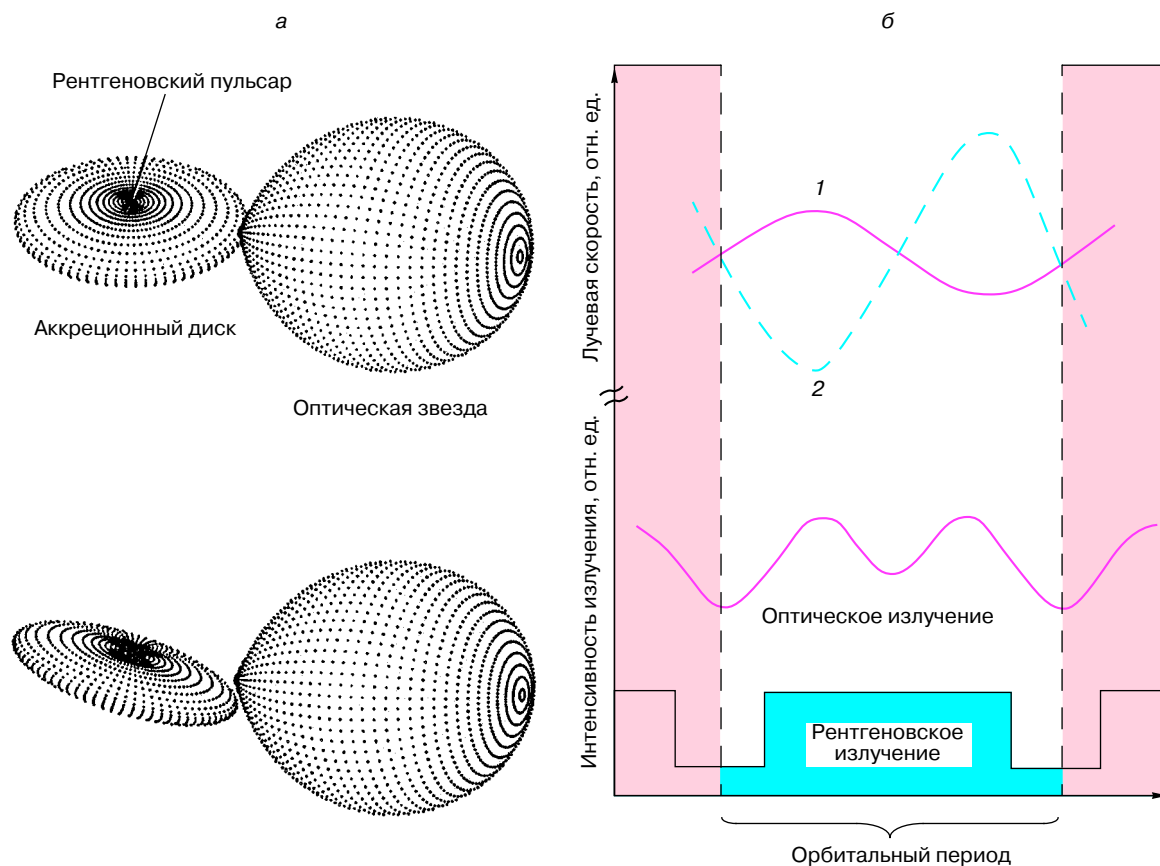 а
Рентгеновский пульсар
Аккреционный диск
Оптическая звезда
б
Лучевая скорость, отн. ед.
Интенсивность излучения, отн. ед.
1
2
Оптическое излучение
Рентгеновское
излучение
Орбитальный период